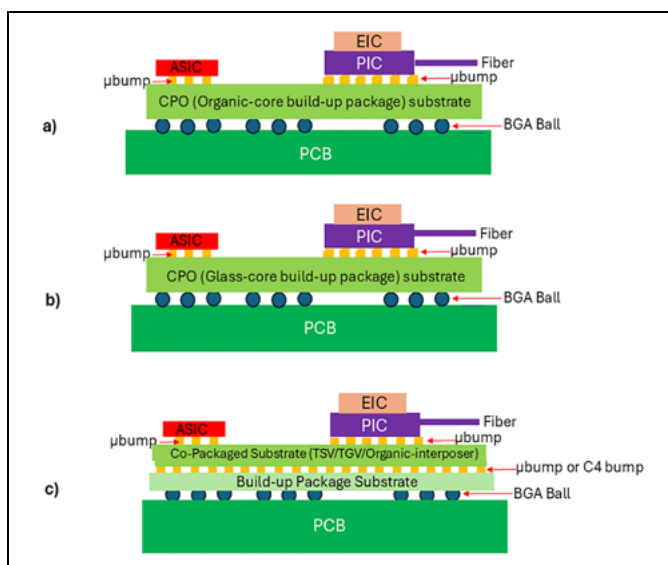 EIC
PIC
Fiber
ASIC
µbump
µbump
CPO (Organic-core build-up package) substrate
a)
BGA Ball
PCB
EIC
PIC
Fiber
ASIC
µbump
µbump
CPO (Glass-core build-up package) substrate
b)
BGA Ball
PCB
EIC
PIC
Fiber
ASIC
µbump
µbump
Co-Packaged Substrate (TSV/TGV/Organic-interposer)
µbump or C4 bump
Build-up Package Substrate
c)
BGA Ball
PCB